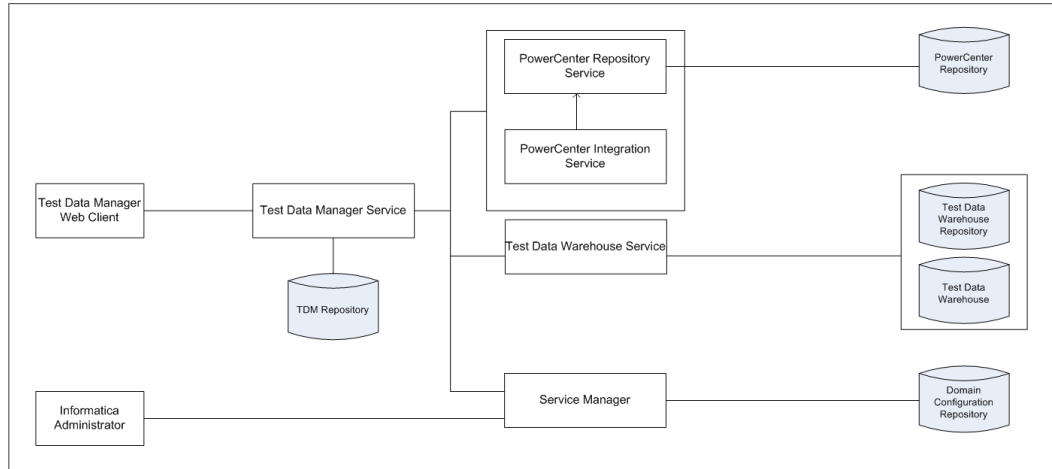 PowerCenter Repository
Service
PowerCenter
Repository
PowerCenter Integration
Service
Test Data Manager
Web Client
Test Data Manager Service
Test Data
Warehouse
Repository
Test Data Warehouse Service
Test Data
Warehouse
TDM Repository
Informatica
Administrator
Service Manager
Domain
Configuration
Repository